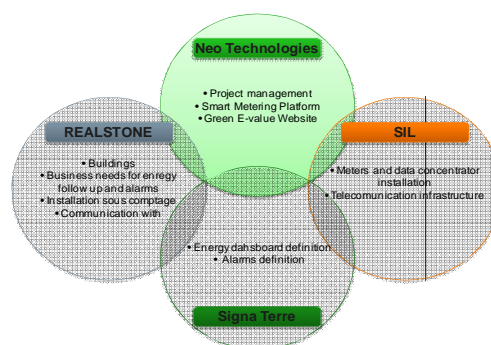 Neo Technologies
• Project management
• Smart Metering Platform
• Green E-value Website
REALSTONE
• Buildings
• Business needs for enregy
follow up and alarms
• Installation sous comptage
• Communication with
SIL
• Meters and data concentrator
installation
• Telecomunication infrastructure
• Energy dahsboard definition
• Alarms definition
Signa Terre